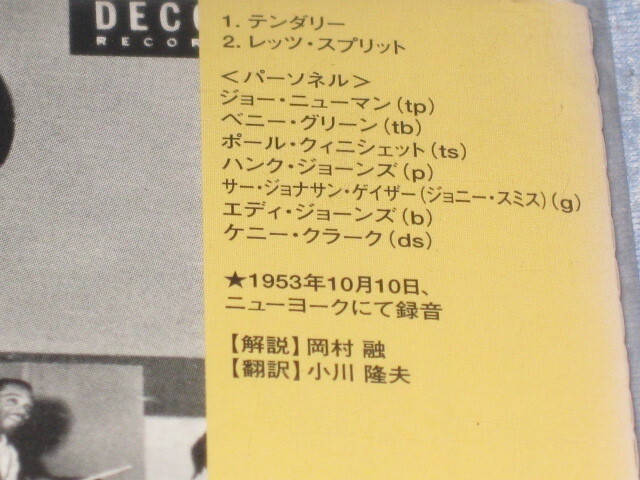 DECC
RECOR
1. テンダリー
2. レッツ・スプリット
＜パーソネル＞
ジョー・ニューマン(tp)
ベニー・グリーン(tb)
ポール・クィニシェット(ts)
ハンク・ジョーンズ(p)
サー・ジョナサン・ゲイザー(ジョニー・スミス)(g)
エディ・ジョーンズ(b)
ケニー・クラーク(ds)
★1953年10月10日、
ニューヨークにて録音
【解説】岡村 融
【翻訳】小川 隆夫